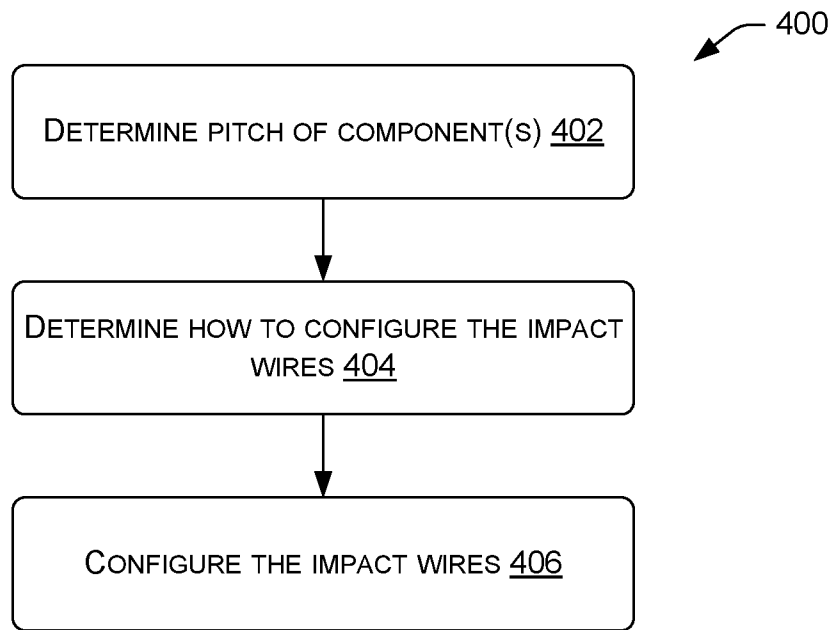 400
DETERMINE PITCH OF COMPONENT(S) 402
DETERMINE HOW TO CONFIGURE THE IMPACT
WIRES 404
CONFIGURE THE IMPACT WIRES 406